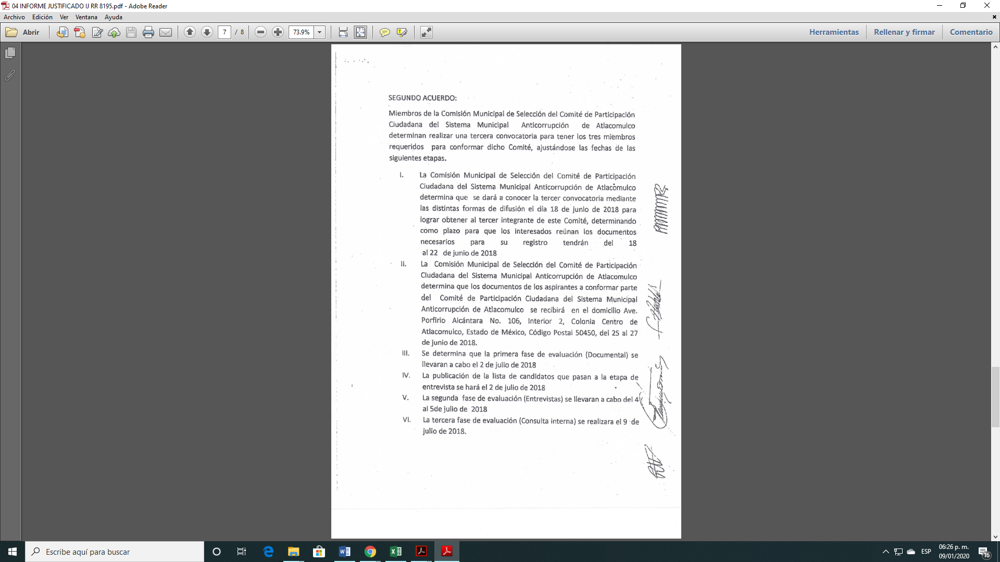 04 INFORME JUSTIFICADO IJ RR 8195.pdf - Adobe Reader
Archivo Edición Ver Ventana Ayuda
Abrir 7 / 8 73.9% Herramientas Rellenar y firmar Comentario
SEGUNDO ACUERDO:
Miembros de la Comisión Municipal de Selección del Comité de Participación
Ciudadana del Sistema Municipal Anticorrupción de Atlacomulco
determinan realizar una tercera convocatoria para tener los tres miembros
requeridos para conformar dicho Comité, ajustándose las fechas de las
siguientes etapas.
I. La Comisión Municipal de Selección del Comité de Participación
Ciudadana del Sistema Municipal Anticorrupción de Atlacomulco
determina que se dará a conocer la tercer convocatoria mediante
las distintas formas de difusión el día 18 de junio de 2018 para
lograr obtener al tercer integrante de este Comité, determinando
como plazo para que los interesados reúnan los documentos
necesarios para su registro tendrán del 18
al 22 de junio de 2018
II. La Comisión Municipal de Selección del Comité de Participación
Ciudadana del Sistema Municipal Anticorrupción de Atlacomulco
determina que los documentos de los aspirantes a conformar parte
del Comité de Participación Ciudadana del Sistema Municipal
Anticorrupción de Atlacomulco se recibirá en el domicilio Ave.
Porfirio Alcántara No. 106, Interior 2, Colonia Centro de
Atlacomulco, Estado de México, Código Postal 50450, del 25 al 27
de junio de 2018.
III. Se determina que la primera fase de evaluación (Documental) se
llevaran a cabo el 2 de julio de 2018
IV. La publicación de la lista de candidatos que pasan a la etapa de
entrevista se hará el 2 de julio de 2018
V. La segunda fase de evaluación (Entrevistas) se llevaran a cabo del 4
al 5de julio de 2018
VI. La tercera fase de evaluación (Consulta interna) se realizara el 9 de
julio de 2018.
Escribe aquí para buscar
ESP
06:26 p. m.
09/01/2020
16